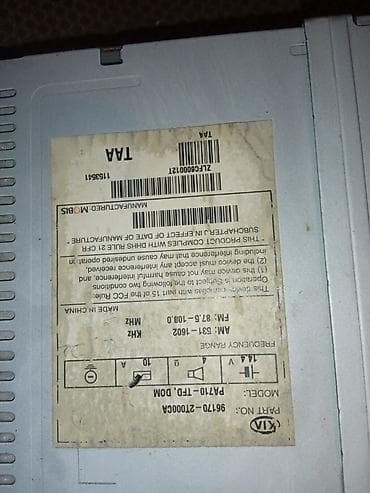 KIA
PART NO.: 96170-2T000CA
MODEL: PA710-TFD, DOM
14.4 V 4 Ω 10 A
FREQUENCY RANGE
AM: 531-1602 KHz
FM: 87.5-108.0 MHz
MADE IN CHINA
This device complies with part 15 of the FCC Rules
Operation is Subject to the following two conditions
(1) This device may not cause harmful interference, and
(2) this device must accept any interference received,
including interference that may cause undesired operation
"THIS PRODUCT COMPLIES WITH DHHS RULE 21 CFR
SUBCHAPTER J IN EFFECT OF DATE OF MANUFACTURE"
MANUFACTURED: MOBIS
1153541
TAA
TAA